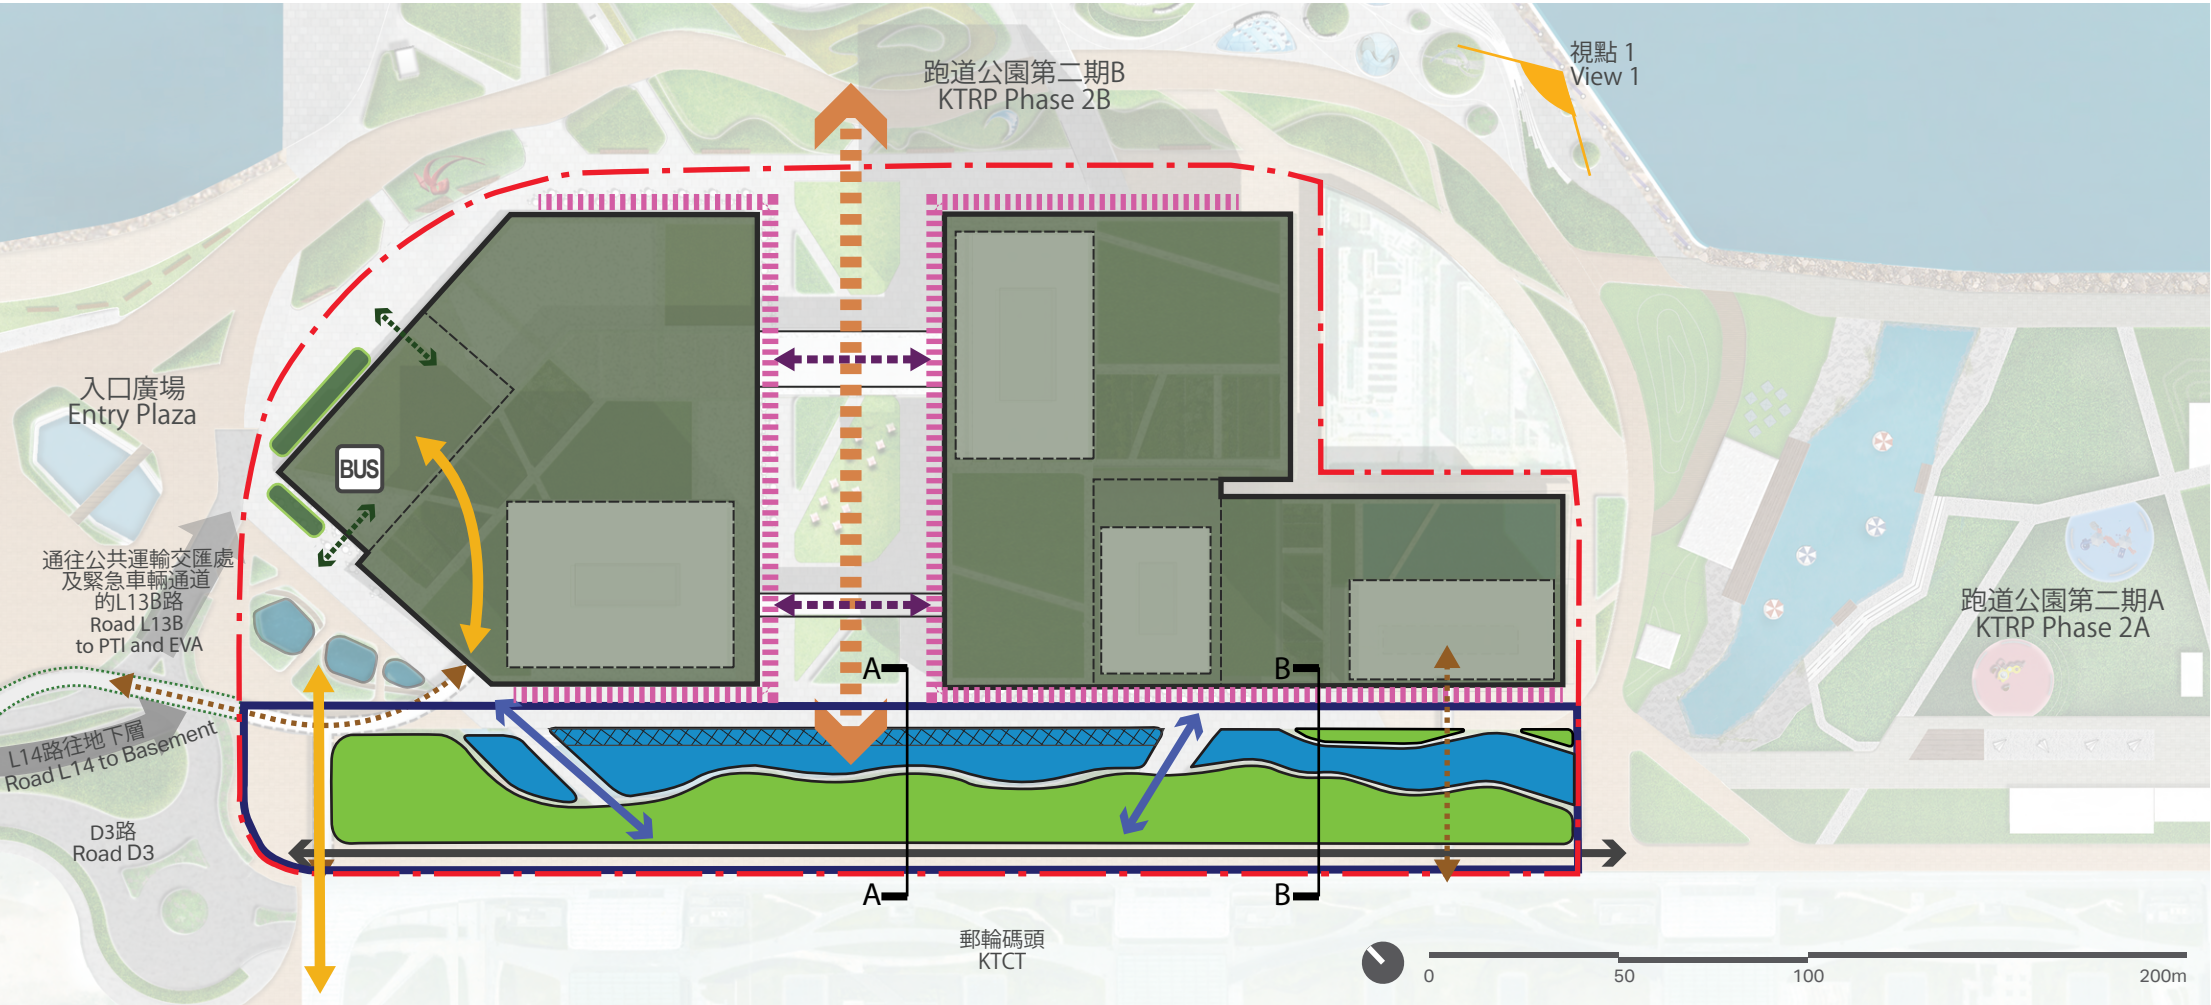 跑道公園第二期B
KTRP Phase 2B
視點 1
View 1
入口廣場
Entry Plaza
BUS
通往公共運輸交匯處
及緊急車輛通道
的L13B路
Road L13B
to PTI and EVA
跑道公園第二期A
KTRP Phase 2A
A
B
L14路往地下層
Road L14 to Basement
D3路
Road D3
A
B
郵輪碼頭
KTCT
0 50 100 200m